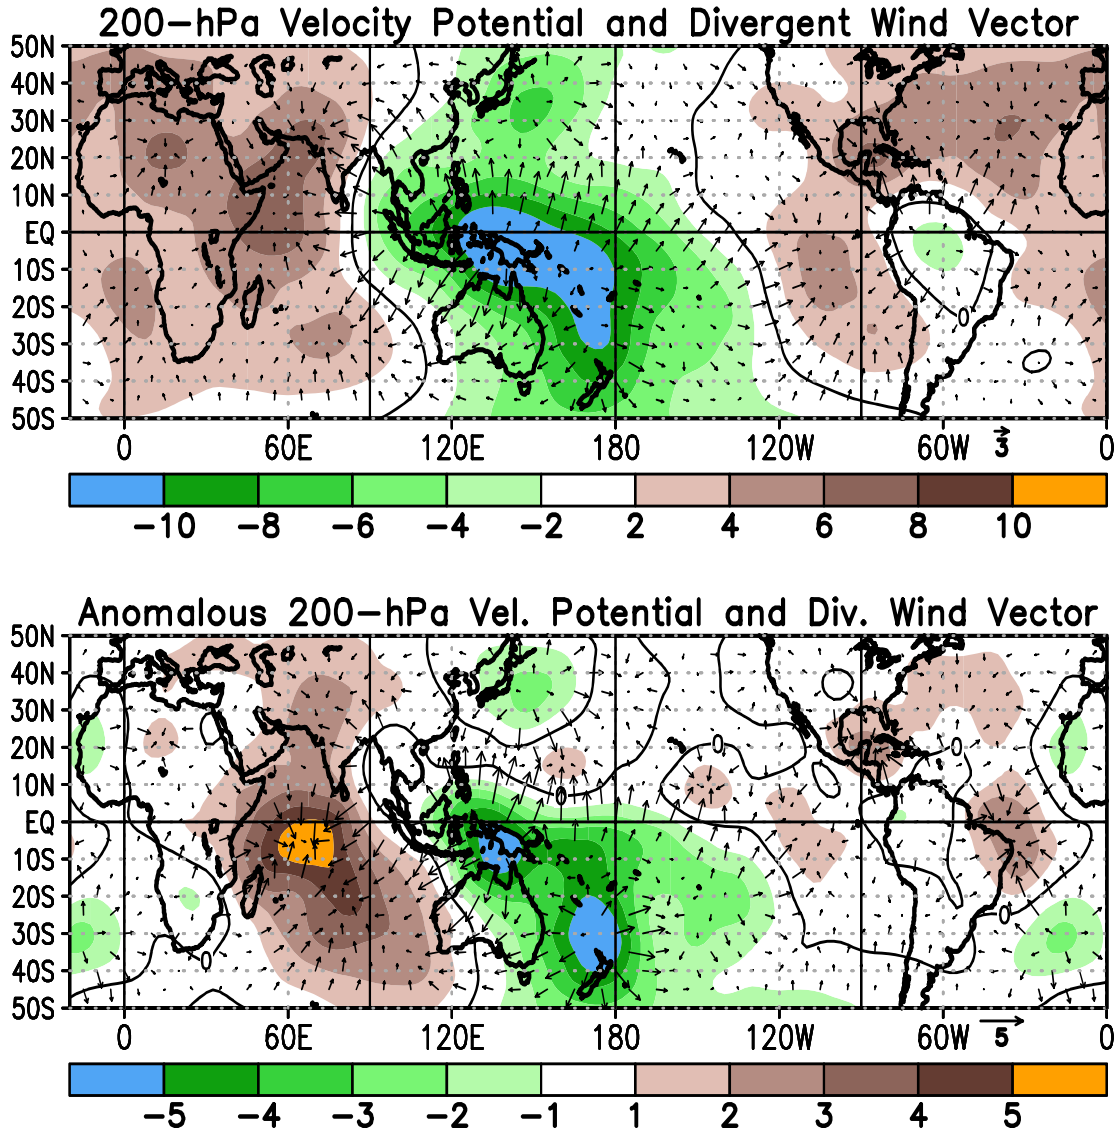 200-hPa Velocity Potential and Divergent Wind Vector
50N
40N
30N
20N
10N
EQ
10S
20S
30S
40S
50S
0
0 60E 120E 180 120W 60W 3 0
-10 -8 -6 -4 -2 2 4 6 8 10
Anomalous 200-hPa Vel. Potential and Div. Wind Vector
50N
40N
30N
20N
10N
EQ
10S
20S
30S
40S
50S
0
0
0
0
0
0 60E 120E 180 120W 60W 5 0
-5 -4 -3 -2 -1 1 2 3 4 5